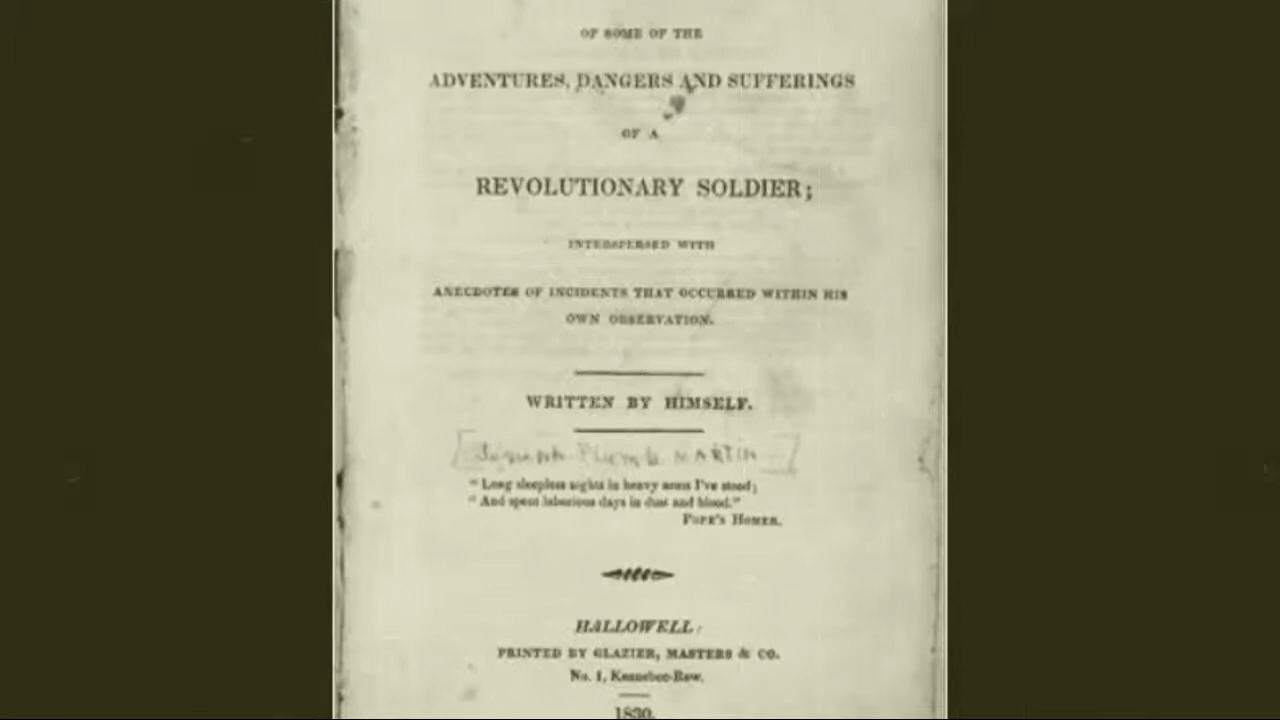 OF SOME OF THE
ADVENTURES, DANGERS AND SUFFERINGS
OF A
REVOLUTIONARY SOLDIER;
INTERSPERSED WITH
ANECDOTES OF INCIDENTS THAT OCCURRED WITHIN HIS
OWN OBSERVATION.
WRITTEN BY HIMSELF.
[Joseph Plumb MARTIN]
" Long sleepless nights in heavy arms I've stood;
" And spent laborious days in dust and blood."
POPE'S HOMER.
HALLOWELL:
PRINTED BY GLAZIER, MASTERS & CO.
No. 1, Kennebec-Row.
1830.